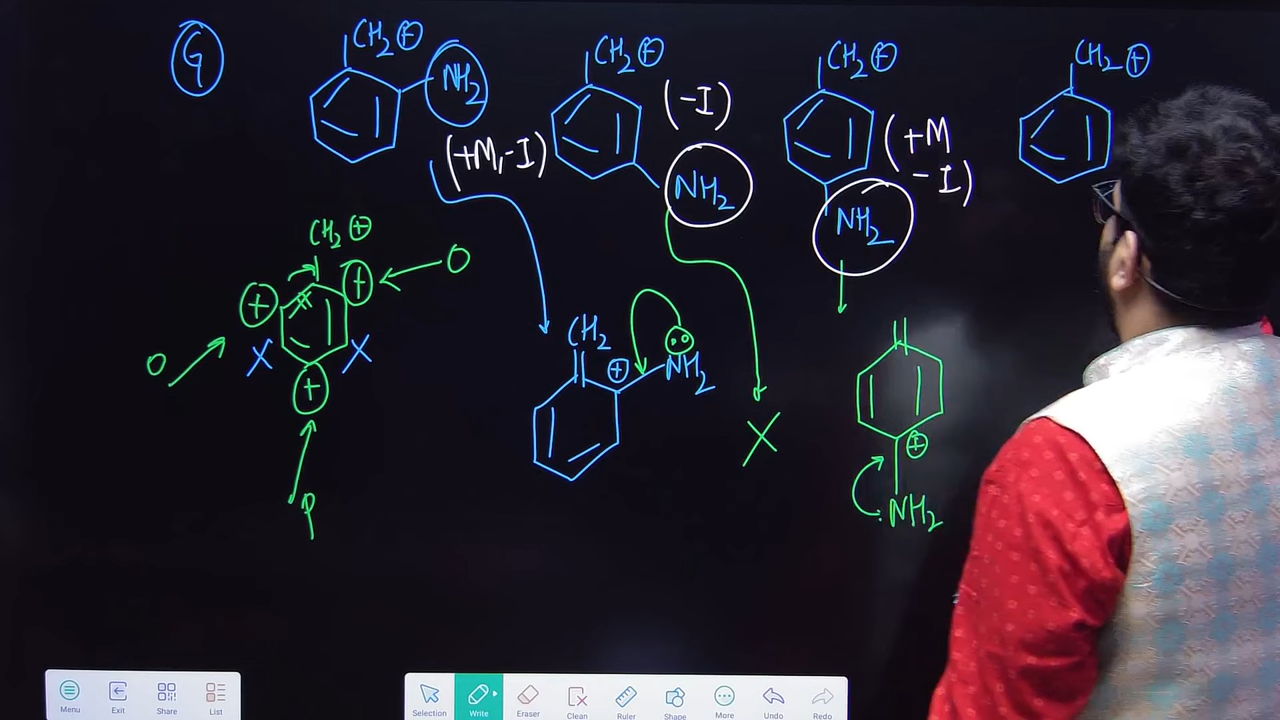 G
CH2 ⊕
NH2
(+M,-I)
CH2 ⊕
(-I)
NH2
CH2 ⊕
(+M
-I)
NH2
CH2 ⊕
CH2 ⊕
+
+
O
O
X
X
+
P
CH2
⊕
NH2
X
⊕
NH2
Menu
Exit
Share
List
Selection
Write
Eraser
Clean
Ruler
Shape
More
Undo
Redo